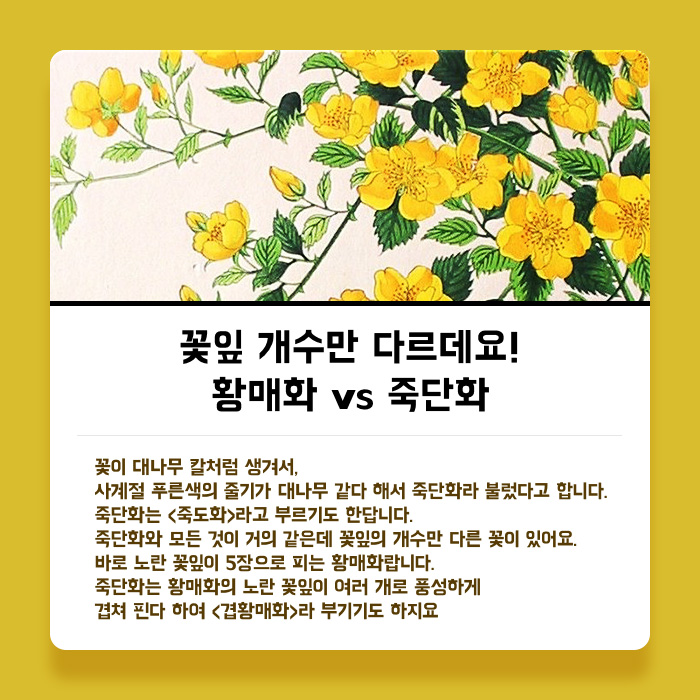 꽃잎 개수만 다르데요!
황매화 vs 죽단화
꽃이 대나무 칼처럼 생겨서,
사계절 푸른색의 줄기가 대나무 같다 해서 죽단화라 불렀다고 합니다.
죽단화는 <죽도화>라고 부르기도 한답니다.
죽단화와 모든 것이 거의 같은데 꽃잎의 개수만 다른 꽃이 있어요.
바로 노란 꽃잎이 5장으로 피는 황매화랍니다.
죽단화는 황매화의 노란 꽃잎이 여러 개로 풍성하게
겹쳐 핀다 하여 <겹황매화>라 부기기도 하지요